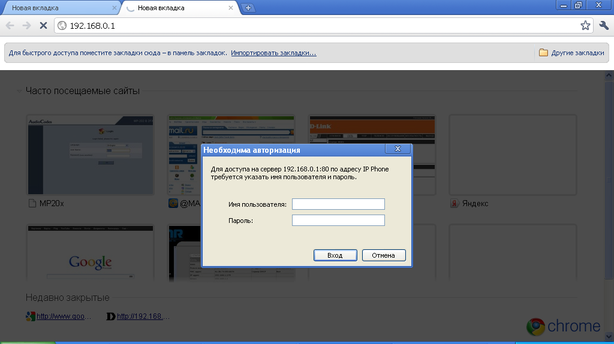 Новая вкладка
Новая вкладка
192.168.0.1
Для быстрого доступа поместите закладки сюда – в панель закладок. Импортировать закладки...
Другие закладки
Часто посещаемые сайты
AudioCodes
mail
D-Link
Необходима авторизация
Для доступа на сервер 192.168.0.1:80 по адресу IP Phone
требуется указать имя пользователя и пароль.
Имя пользователя:
Пароль:
Вход
Отмена
MP20x
@MA
Яндекс
Google
Недавно закрытые
http://www.goo...
http://192.168....
chrome